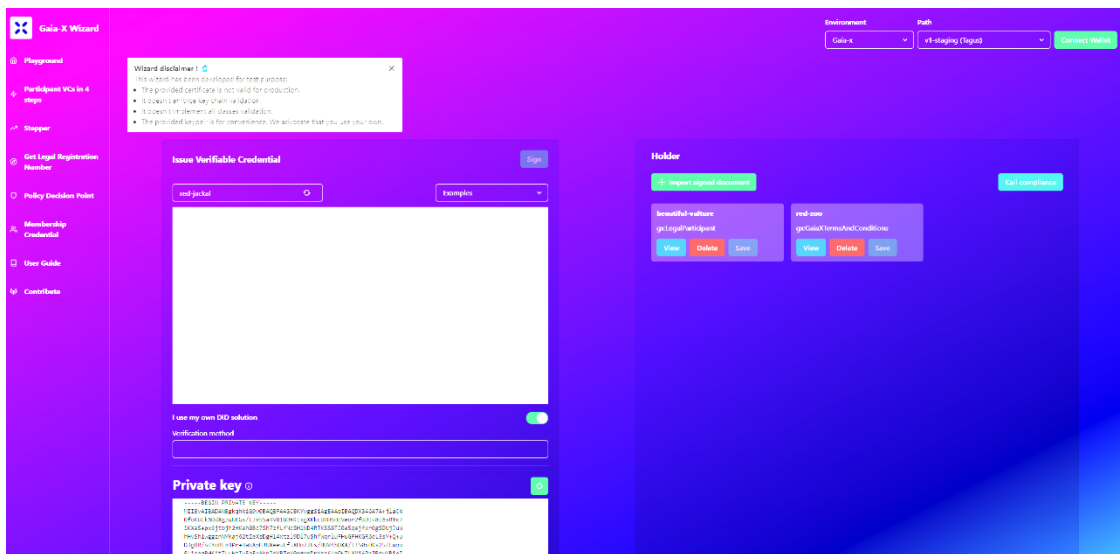 Gaia-X Wizard
Environment
Path
Gaia-x
v1-staging (Tagus)
Connect Wallet
Playground
Participant VCs in 4
steps
Stepper
Get Legal Registration
Number
Policy Decision Point
Membership
Credential
User Guide
Contribute
Wizard disclaimer !
This wizard has been developed for test purpose.
The provided certificate is not valid for production.
It doesn't enforce key chain validation.
It doesn't implement all classes validation.
The provided keypair is for convenience. We advocate that you use your own.
Issue Verifiable Credential
Sign
red-jackal
Examples
I use my own DID solution
Verification method
Private key
-----BEGIN PRIVATE KEY-----
Holder
+ Import signed document
Call compliance
beautiful-vulture
gx:LegalParticipant
View
Delete
Save
red-zoo
gx:GaiaXTermsAndConditions
View
Delete
Save